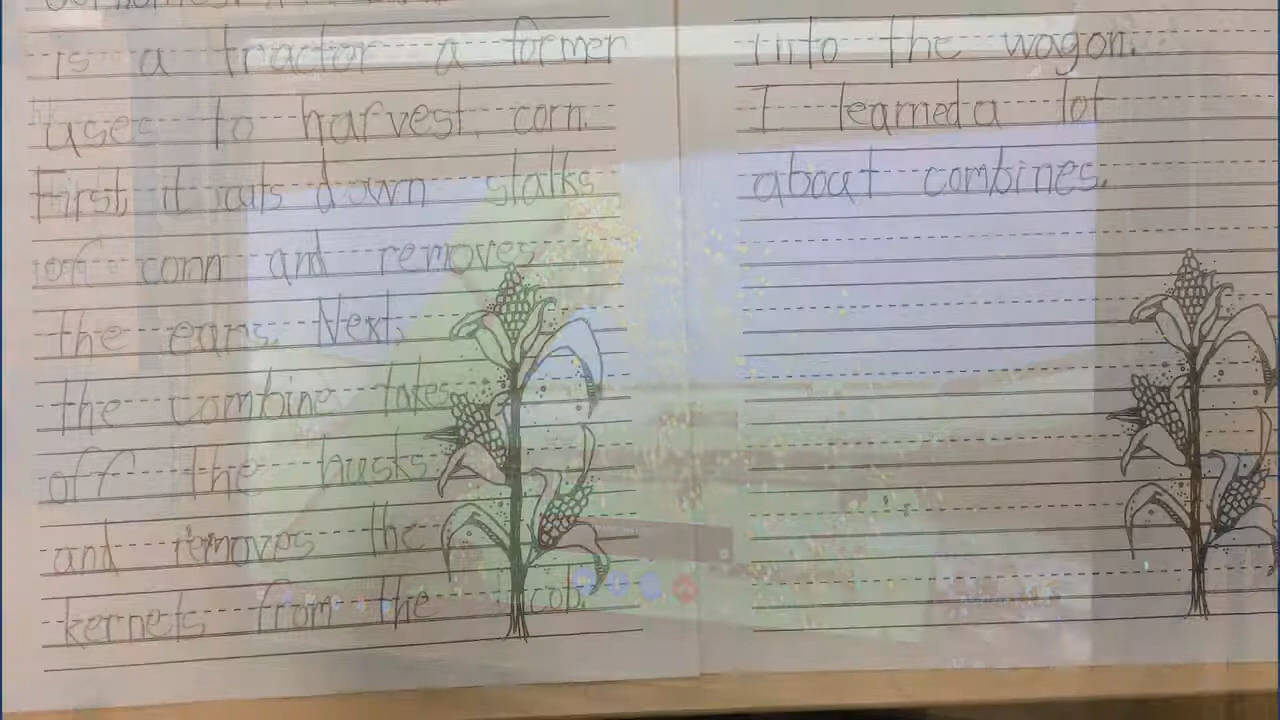 is a tractor a farmer
uses to harvest corn.
First, it cuts down stalks
of corn and removes
the ears. Next,
the combine takes
off the husks
and removes the
kernels from the cob.
into the wagon.
I learned a lot
about combines.